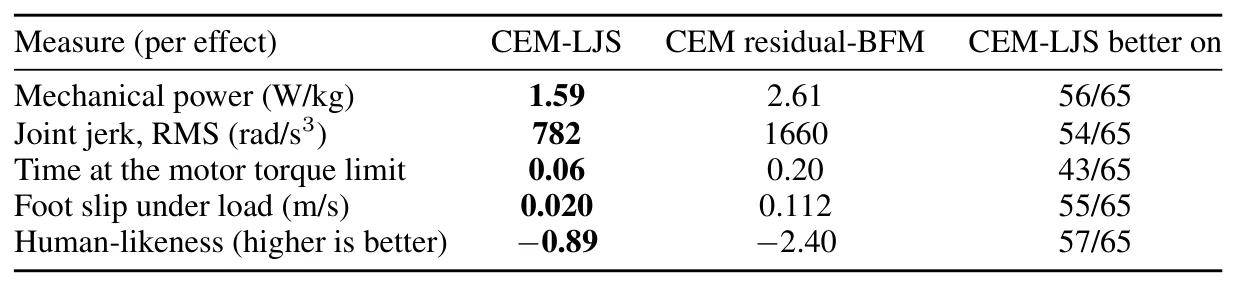 Measure (per effect) CEM-LJS CEM residual-BFM CEM-LJS better on
Mechanical power (W/kg) 1.59 2.61 56/65
Joint jerk, RMS (rad/s³) 782 1660 54/65
Time at the motor torque limit 0.06 0.20 43/65
Foot slip under load (m/s) 0.020 0.112 55/65
Human-likeness (higher is better) −0.89 −2.40 57/65